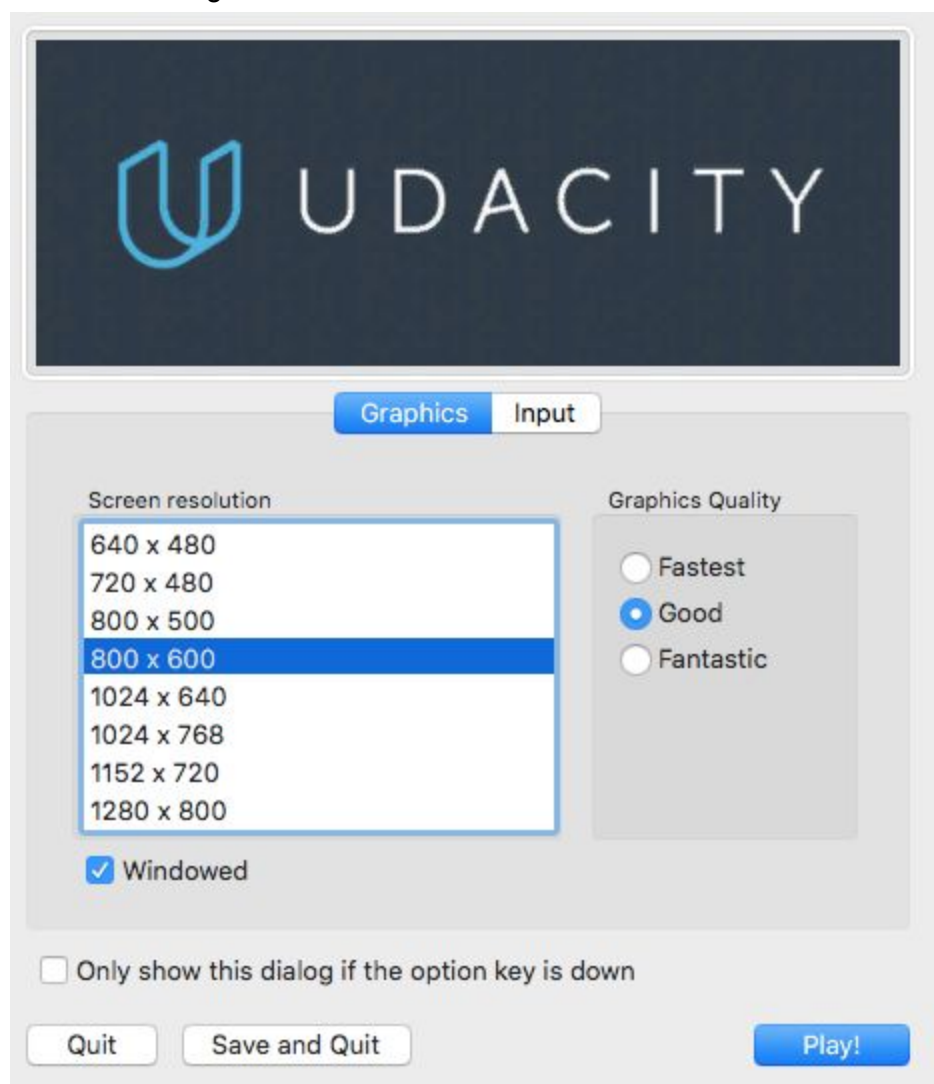 UDACITY
Graphics Input
Screen resolution
Graphics Quality
640 x 480
720 x 480
800 x 500
800 x 600
1024 x 640
1024 x 768
1152 x 720
1280 x 800
Fastest
Good
Fantastic
Windowed
Only show this dialog if the option key is down
Quit Save and Quit Play!